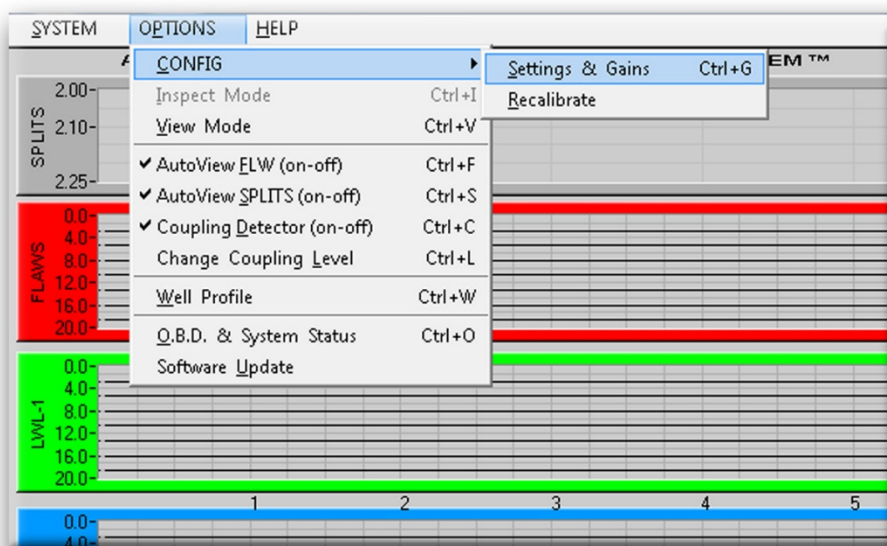 SYSTEM OPTIONS HELP
A EM ™
CONFIG
Settings & Gains Ctrl+G
Recalibrate
Inspect Mode Ctrl+I
View Mode Ctrl+V
AutoView FLW (on-off) Ctrl+F
AutoView SPLITS (on-off) Ctrl+S
Coupling Detector (on-off) Ctrl+C
Change Coupling Level Ctrl+L
Well Profile Ctrl+W
O.B.D. & System Status Ctrl+O
Software Update
SPLITS
2.00
2.10
2.25
FLAWS
0.0
4.0
8.0
12.0
16.0
20.0
LWL-1
0.0
4.0
8.0
12.0
16.0
20.0
1 2 3 4 5
0.0
4.0